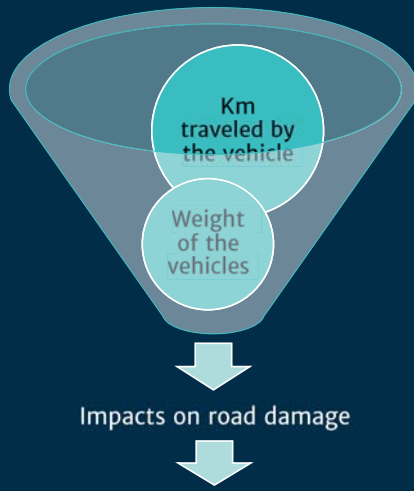 Km
traveled by
the vehicle
Weight
of the
vehicles
Impacts on road damage